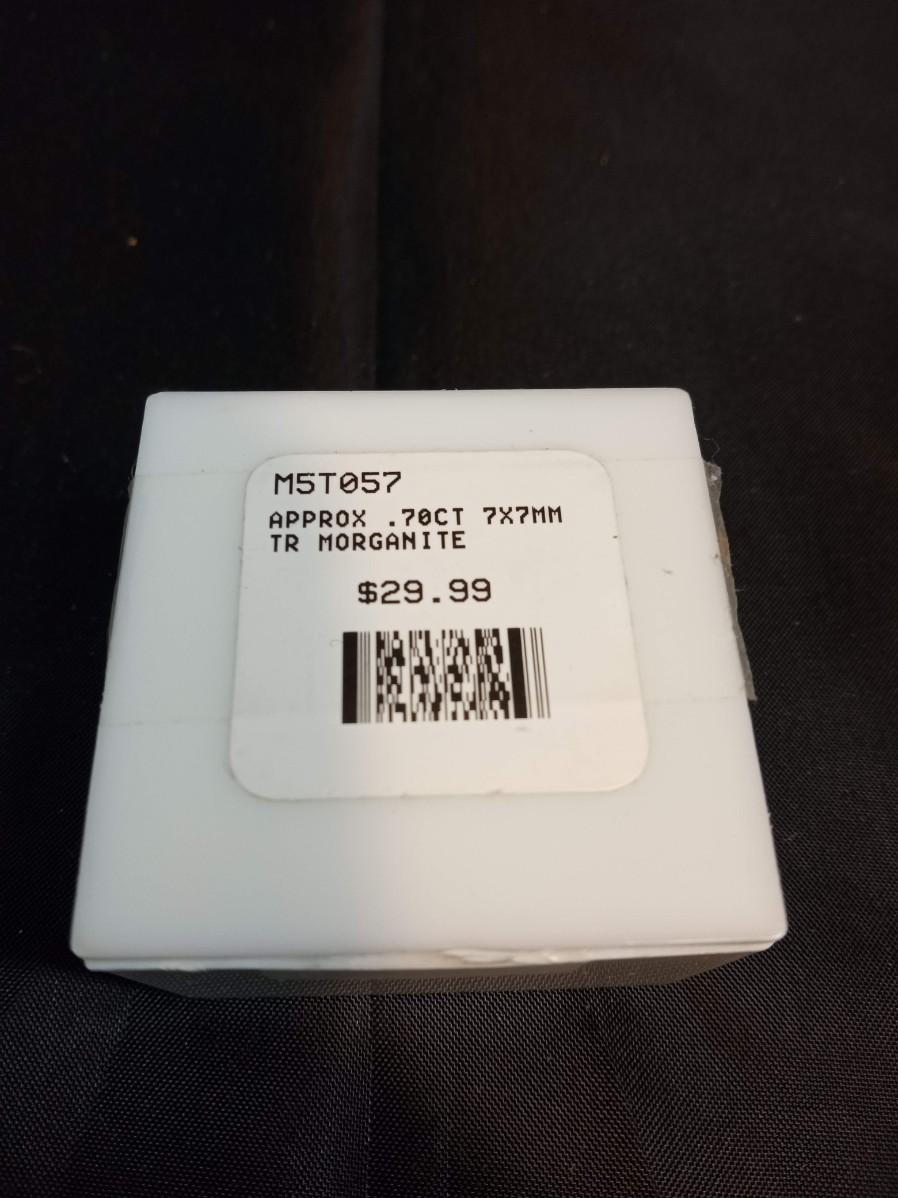 M5T057
APPROX .70CT 7X7MM
TR MORGANITE
$29.99